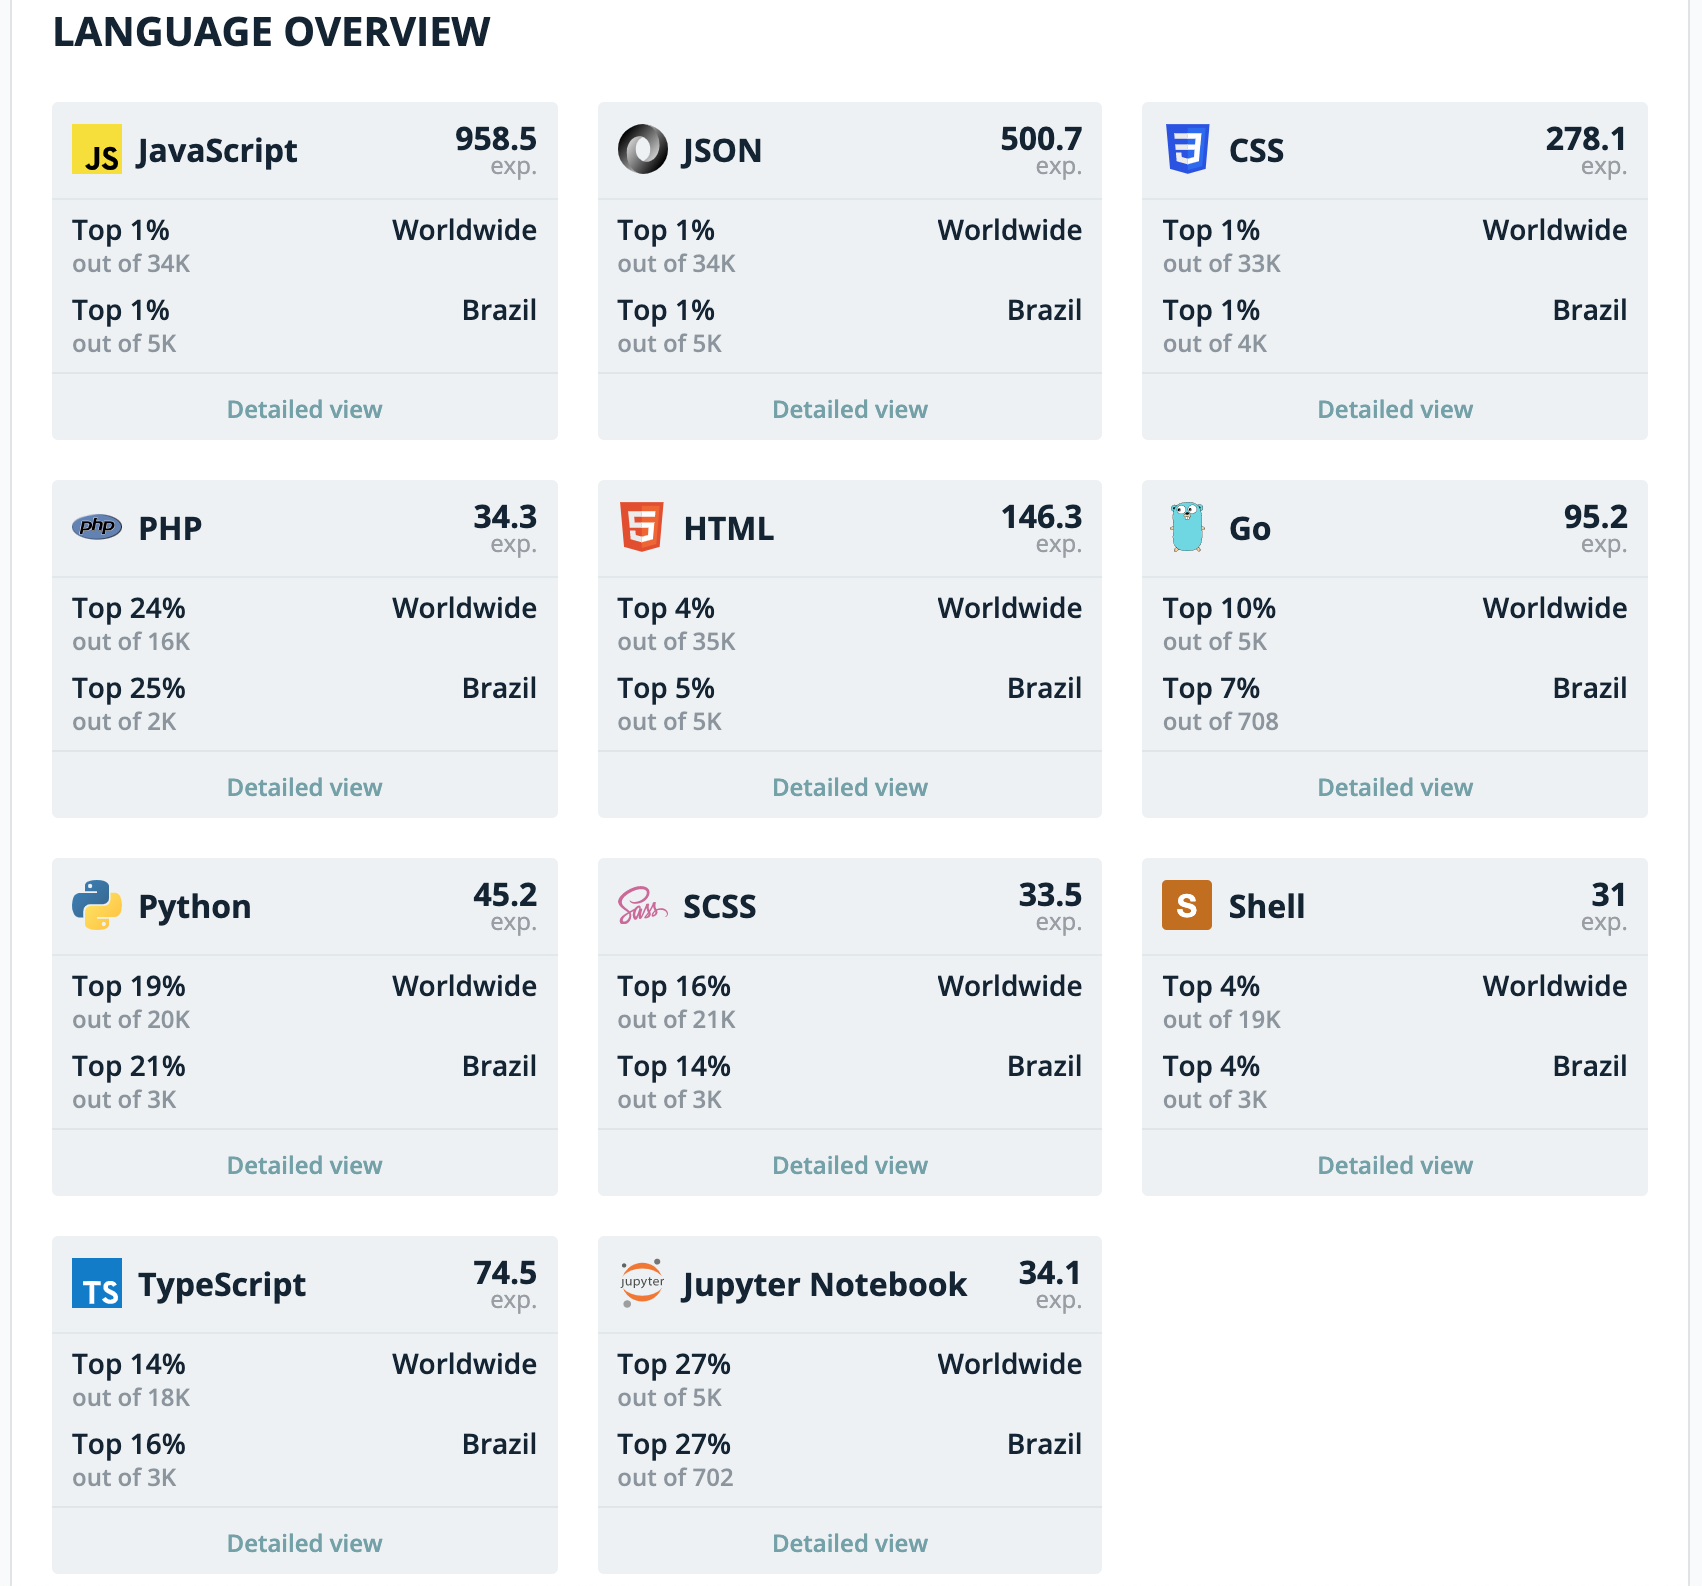 LANGUAGE OVERVIEW
JS JavaScript 958.5
exp.
Top 1% Worldwide
out of 34K
Top 1% Brazil
out of 5K
Detailed view
JSON 500.7
exp.
Top 1% Worldwide
out of 34K
Top 1% Brazil
out of 5K
Detailed view
CSS 278.1
exp.
Top 1% Worldwide
out of 33K
Top 1% Brazil
out of 4K
Detailed view
php PHP 34.3
exp.
Top 24% Worldwide
out of 16K
Top 25% Brazil
out of 2K
Detailed view
5 HTML 146.3
exp.
Top 4% Worldwide
out of 35K
Top 5% Brazil
out of 5K
Detailed view
Go 95.2
exp.
Top 10% Worldwide
out of 5K
Top 7% Brazil
out of 708
Detailed view
Python 45.2
exp.
Top 19% Worldwide
out of 20K
Top 21% Brazil
out of 3K
Detailed view
Sass SCSS 33.5
exp.
Top 16% Worldwide
out of 21K
Top 14% Brazil
out of 3K
Detailed view
S Shell 31
exp.
Top 4% Worldwide
out of 19K
Top 4% Brazil
out of 3K
Detailed view
TS TypeScript 74.5
exp.
Top 14% Worldwide
out of 18K
Top 16% Brazil
out of 3K
Detailed view
jupyter Jupyter Notebook 34.1
exp.
Top 27% Worldwide
out of 5K
Top 27% Brazil
out of 702
Detailed view